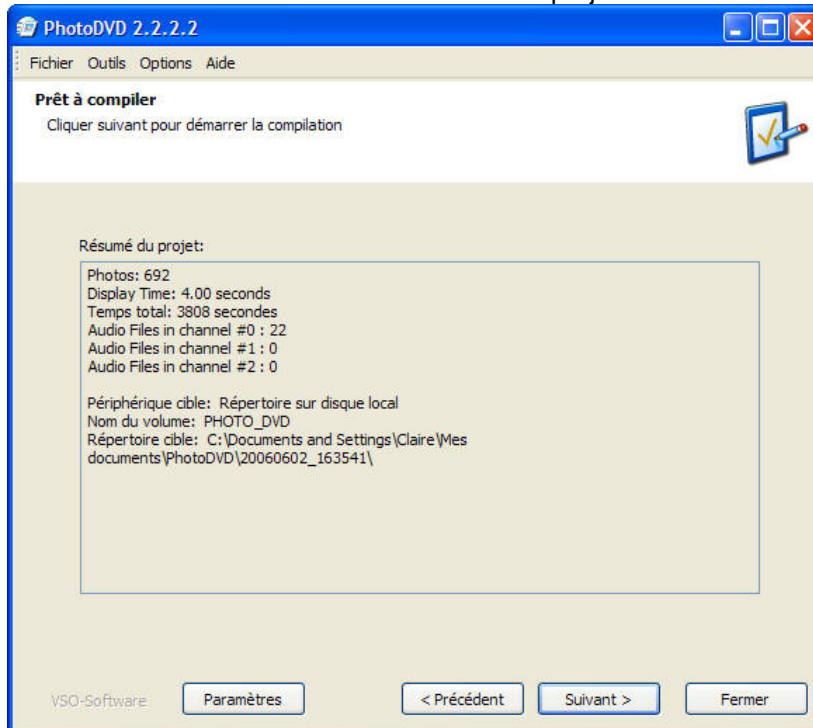 PhotoDVD 2.2.2.2
Fichier Outils Options Aide
Prêt à compiler
Cliquer suivant pour démarrer la compilation
Résumé du projet:
Photos: 692
Display Time: 4.00 seconds
Temps total: 3808 secondes
Audio Files in channel #0 : 22
Audio Files in channel #1 : 0
Audio Files in channel #2 : 0
Périphérique cible: Répertoire sur disque local
Nom du volume: PHOTO_DVD
Répertoire cible: C:\Documents and Settings\Claire\Mes
documents\PhotoDVD\20060602_163541\
VSO-Software Paramètres < Précédent Suivant > Fermer